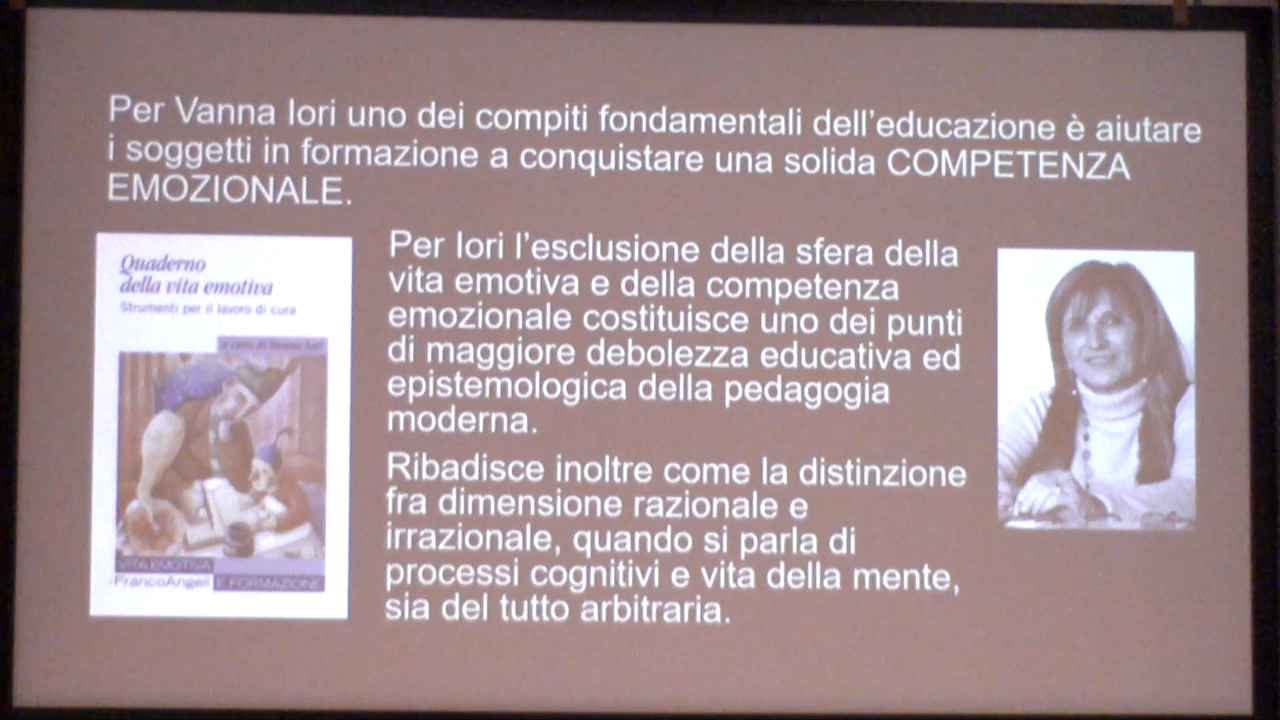 Per Vanna Iori uno dei compiti fondamentali dell'educazione è aiutare
i soggetti in formazione a conquistare una solida COMPETENZA
EMOZIONALE.
Quaderno
della vita emotiva
Strumenti per il lavoro di cura
a cura di Vanna Iori
VITA EMOTIVA
FrancoAngeli E FORMAZIONE
Per Iori l'esclusione della sfera della
vita emotiva e della competenza
emozionale costituisce uno dei punti
di maggiore debolezza educativa ed
epistemologica della pedagogia
moderna.
Ribadisce inoltre come la distinzione
fra dimensione razionale e
irrazionale, quando si parla di
processi cognitivi e vita della mente,
sia del tutto arbitraria.